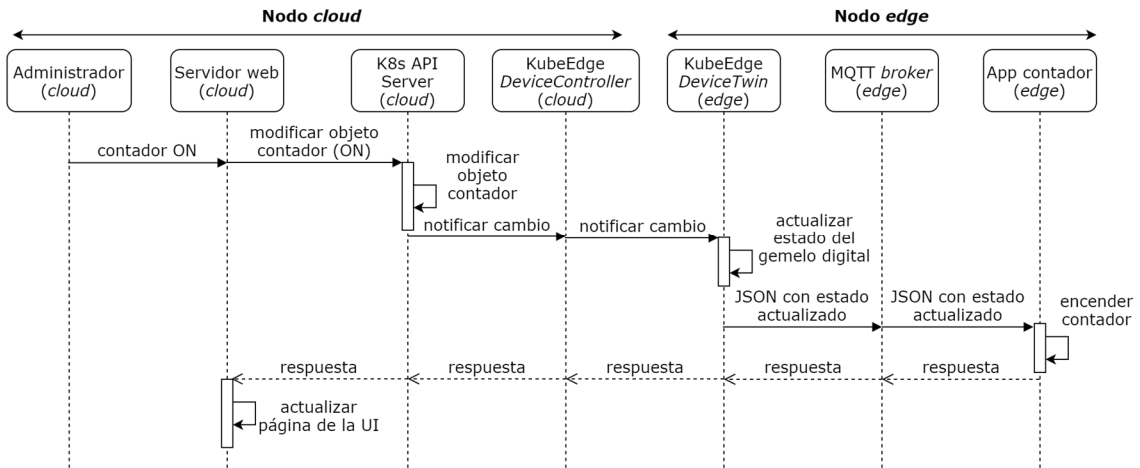 Nodo cloud
Nodo edge
Administrador
(cloud)
Servidor web
(cloud)
K8s API
Server
(cloud)
KubeEdge
DeviceController
(cloud)
KubeEdge
DeviceTwin
(edge)
MQTT broker
(edge)
App contador
(edge)
contador ON
modificar objeto
contador (ON)
modificar
objeto
contador
notificar cambio
notificar cambio
actualizar
estado del
gemelo digital
JSON con estado
actualizado
JSON con estado
actualizado
encender
contador
respuesta
respuesta
respuesta
respuesta
respuesta
actualizar
página de la UI